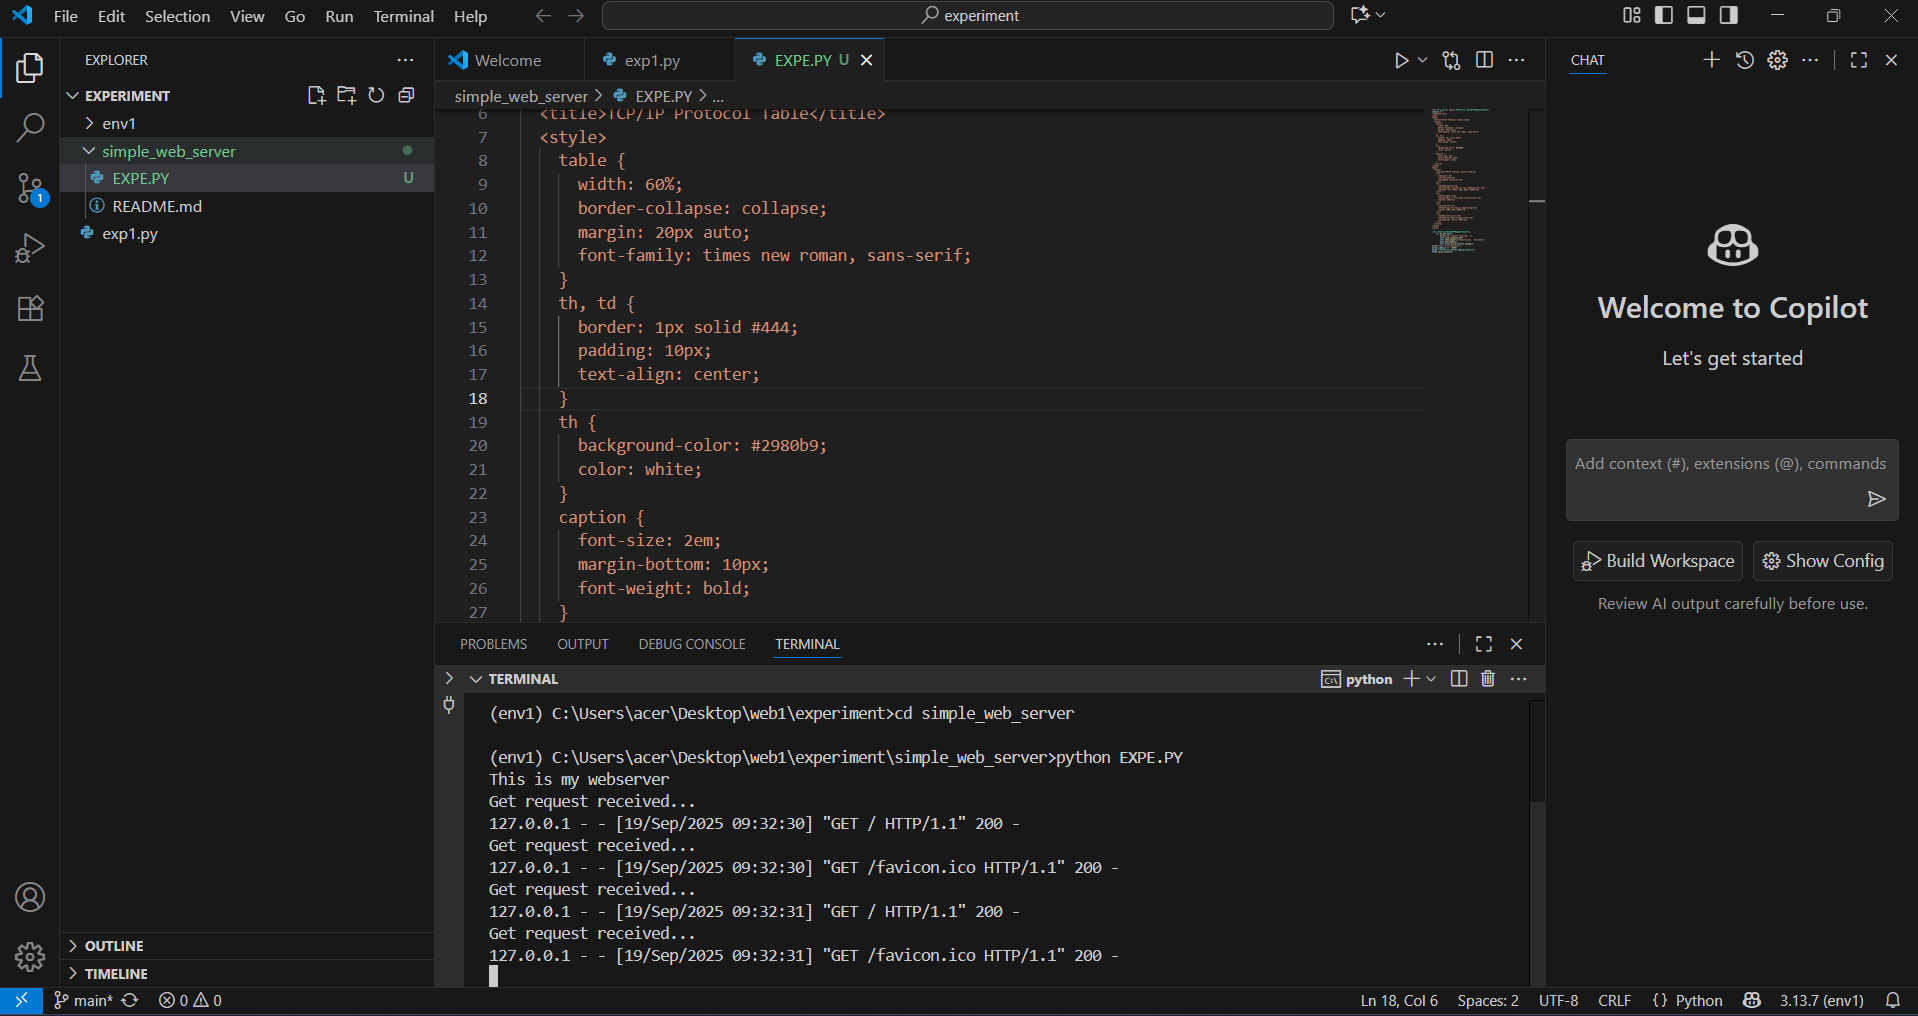 File Edit Selection View Go Run Terminal Help
experiment
EXPLORER
EXPERIMENT
env1
simple_web_server
EXPE.PY U
README.md
exp1.py
OUTLINE
TIMELINE
Welcome exp1.py EXPE.PY U
simple_web_server > EXPE.PY > ...
6 <title>TCP/IP Protocol Table</title>
7 <style>
8 table {
9 width: 60%;
10 border-collapse: collapse;
11 margin: 20px auto;
12 font-family: times new roman, sans-serif;
13 }
14 th, td {
15 border: 1px solid #444;
16 padding: 10px;
17 text-align: center;
18 }
19 th {
20 background-color: #2980b9;
21 color: white;
22 }
23 caption {
24 font-size: 2em;
25 margin-bottom: 10px;
26 font-weight: bold;
27 }
PROBLEMS OUTPUT DEBUG CONSOLE TERMINAL
TERMINAL
python
(env1) C:\Users\acer\Desktop\web1\experiment>cd simple_web_server
(env1) C:\Users\acer\Desktop\web1\experiment\simple_web_server>python EXPE.PY
This is my webserver
Get request received...
127.0.0.1 - - [19/Sep/2025 09:32:30] "GET / HTTP/1.1" 200 -
Get request received...
127.0.0.1 - - [19/Sep/2025 09:32:30] "GET /favicon.ico HTTP/1.1" 200 -
Get request received...
127.0.0.1 - - [19/Sep/2025 09:32:31] "GET / HTTP/1.1" 200 -
Get request received...
127.0.0.1 - - [19/Sep/2025 09:32:31] "GET /favicon.ico HTTP/1.1" 200 -
CHAT
Welcome to Copilot
Let's get started
Add context (#), extensions (@), commands
Build Workspace Show Config
Review AI output carefully before use.
1
main* 0 0
Ln 18, Col 6 Spaces: 2 UTF-8 CRLF {} Python 3.13.7 (env1)